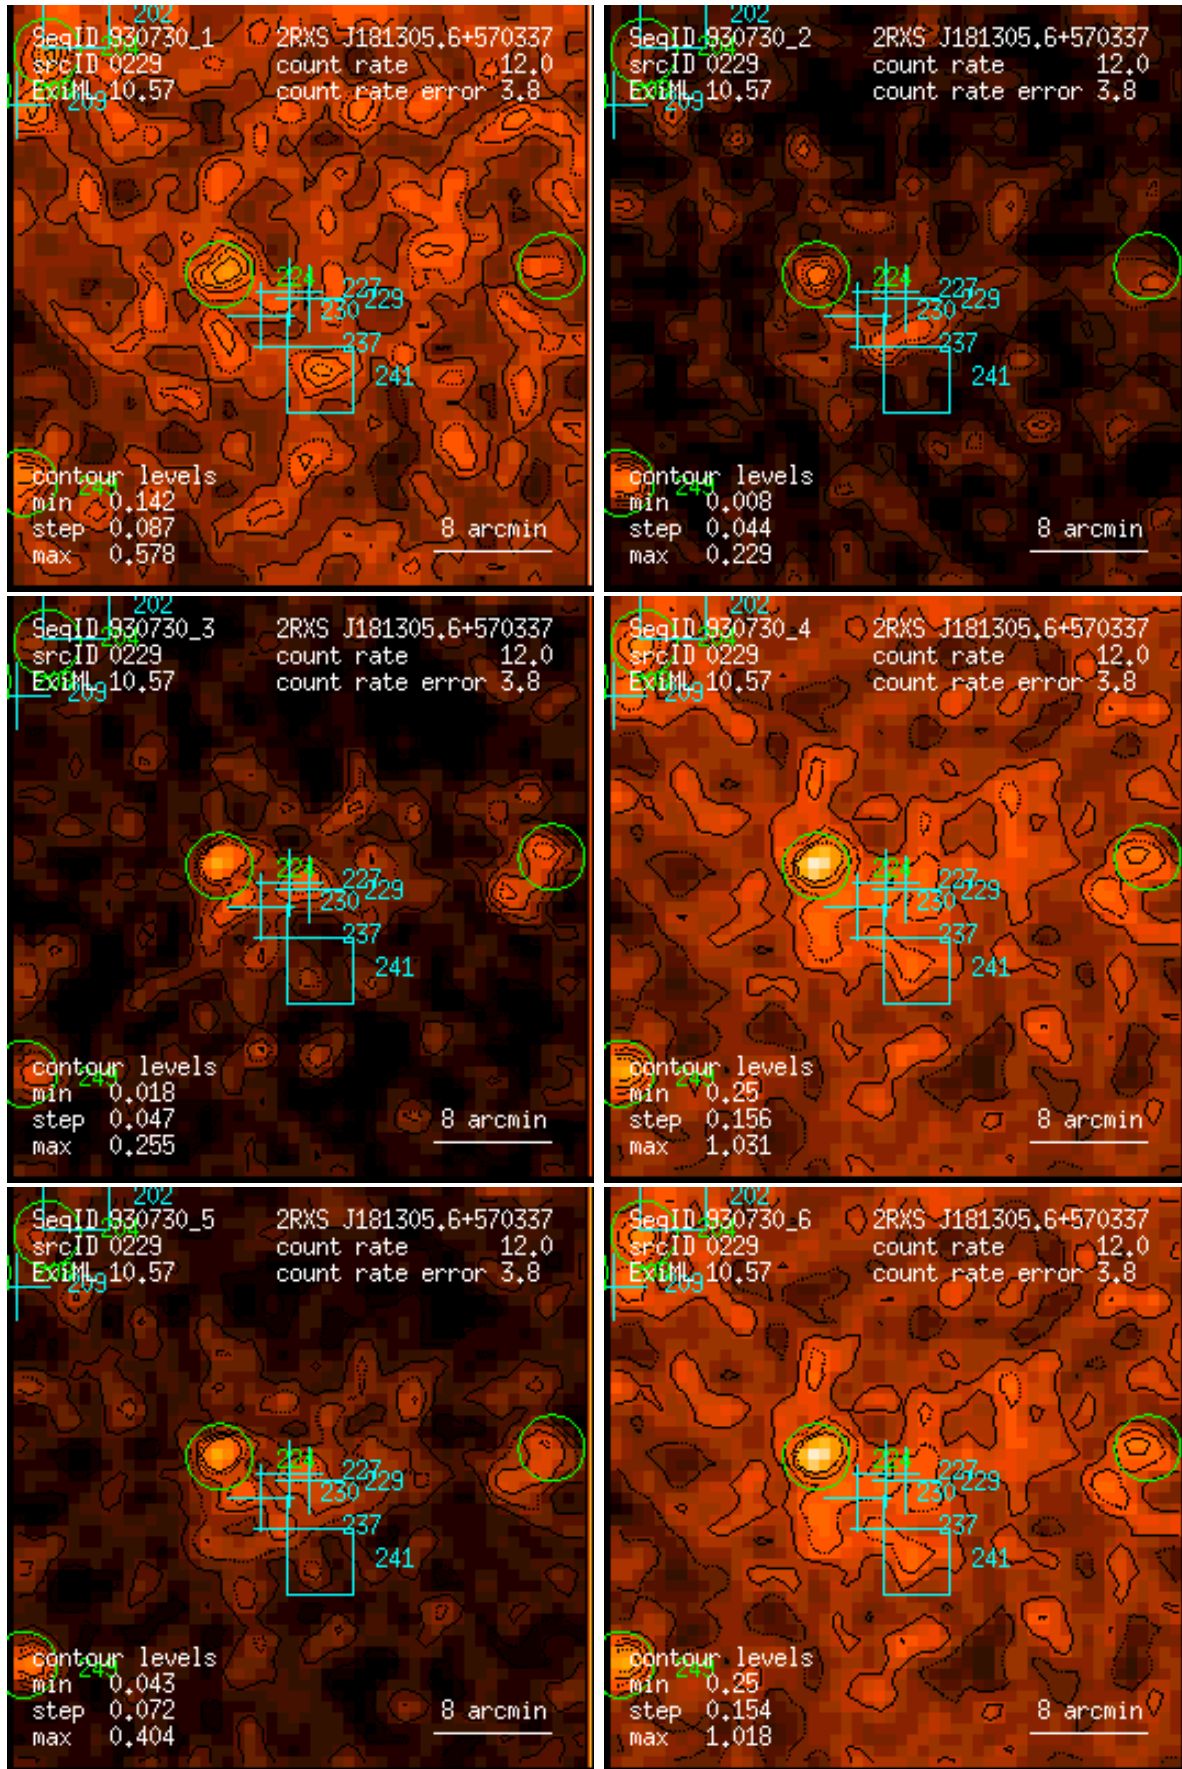 202
SeqID 930730_1 2RXS J181305.6+570337
204
srcID 0229 count rate 12.0
ExiML 10.57 count rate error 3.8
209
224
227
229
230
237
241
contour levels
245
min 0.142
step 0.087 8 arcmin
max 0.578
202
SeqID 930730_2 2RXS J181305.6+570337
204
srcID 0229 count rate 12.0
ExiML 10.57 count rate error 3.8
209
224
227
229
230
237
241
contour levels
245
min 0.008
step 0.044 8 arcmin
max 0.229
202
SeqID 930730_3 2RXS J181305.6+570337
204
srcID 0229 count rate 12.0
ExiML 10.57 count rate error 3.8
209
224
227
229
230
237
241
contour levels
245
min 0.018
step 0.047 8 arcmin
max 0.255
202
SeqID 930730_4 2RXS J181305.6+570337
204
srcID 0229 count rate 12.0
ExiML 10.57 count rate error 3.8
209
224
227
229
230
237
241
contour levels
245
min 0.25
step 0.156 8 arcmin
max 1.031
202
SeqID 930730_5 2RXS J181305.6+570337
204
srcID 0229 count rate 12.0
ExiML 10.57 count rate error 3.8
209
224
227
229
230
237
241
contour levels
245
min 0.043
step 0.072 8 arcmin
max 0.404
202
SeqID 930730_6 2RXS J181305.6+570337
204
srcID 0229 count rate 12.0
ExiML 10.57 count rate error 3.8
209
224
227
229
230
237
241
contour levels
245
min 0.25
step 0.154 8 arcmin
max 1.018